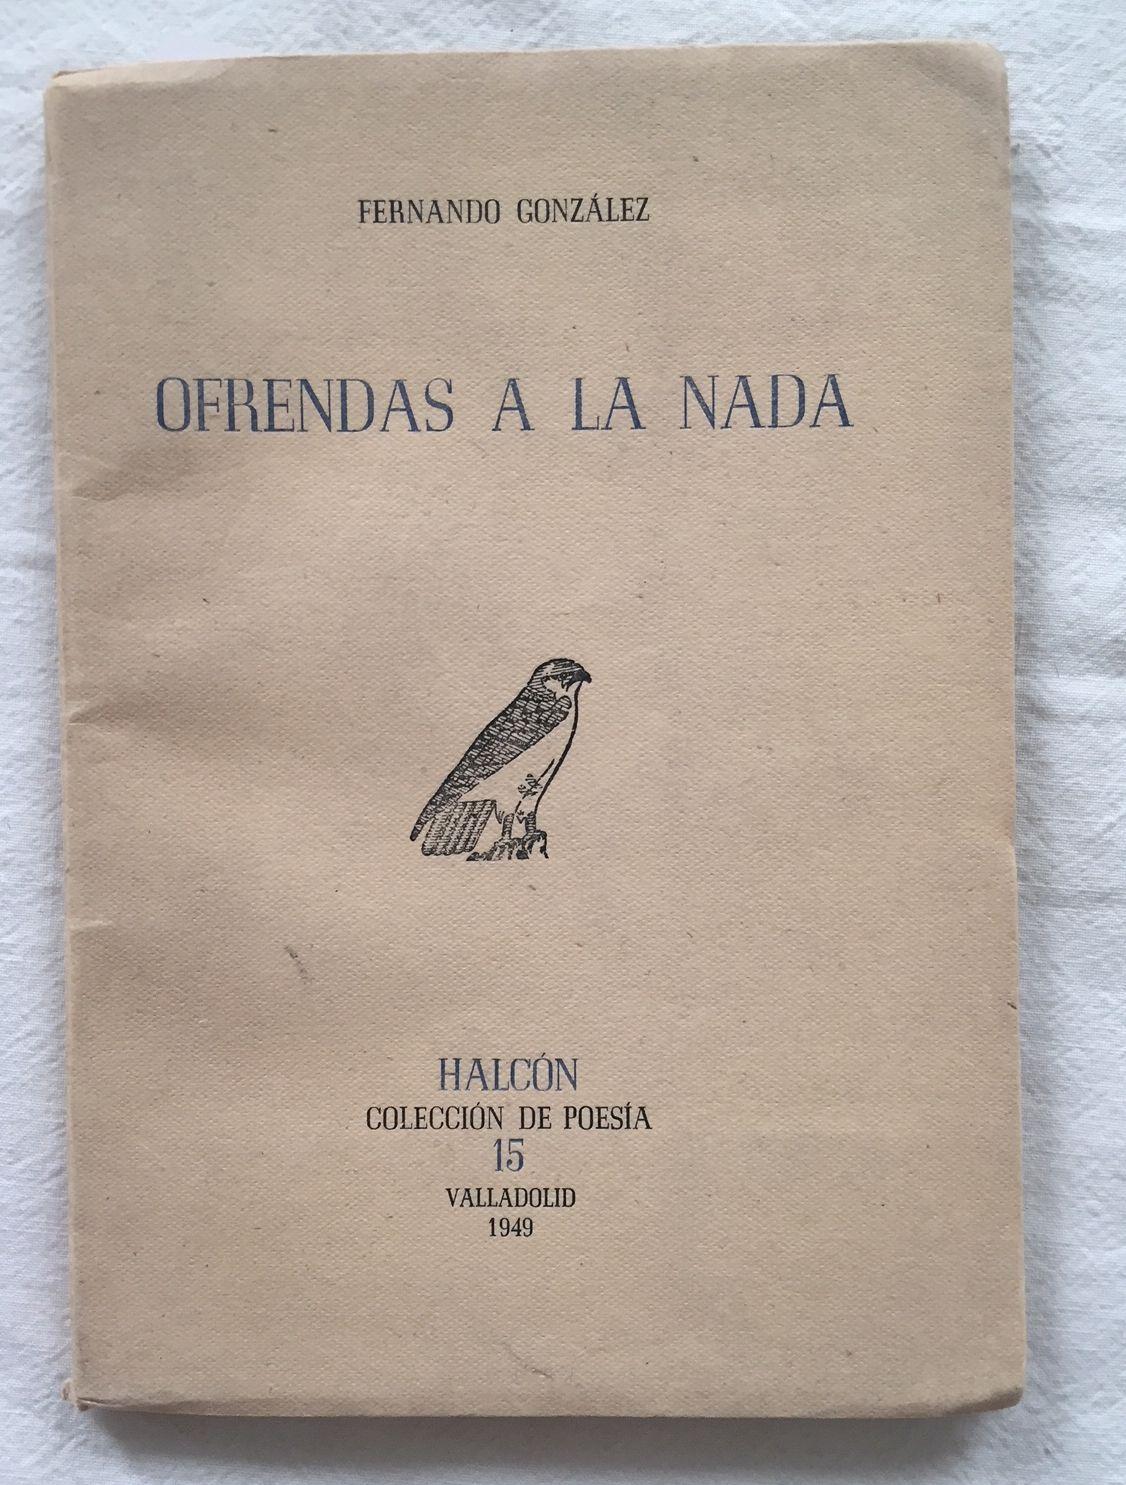 FERNANDO GONZÁLEZ
OFRENDAS A LA NADA
HALCÓN
COLECCIÓN DE POESÍA
15
VALLADOLID
1949